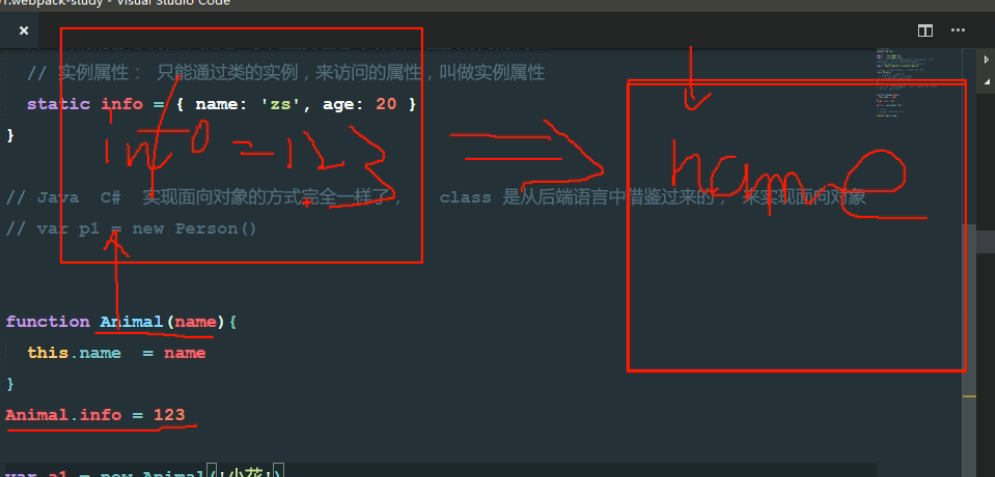 1.webpack-study - Visual Studio Code
// 实例属性： 只能通过类的实例，来访问的属性，叫做实例属性
static info = { name: 'zs', age: 20 }
}
info = 123
name
// Java C# 实现面向对象的方式完全一样了， class 是从后端语言中借鉴过来的， 来实现面向对象
// var p1 = new Person()
function Animal(name){
this.name = name
}
Animal.info = 123
var a1 = new Animal('小花')